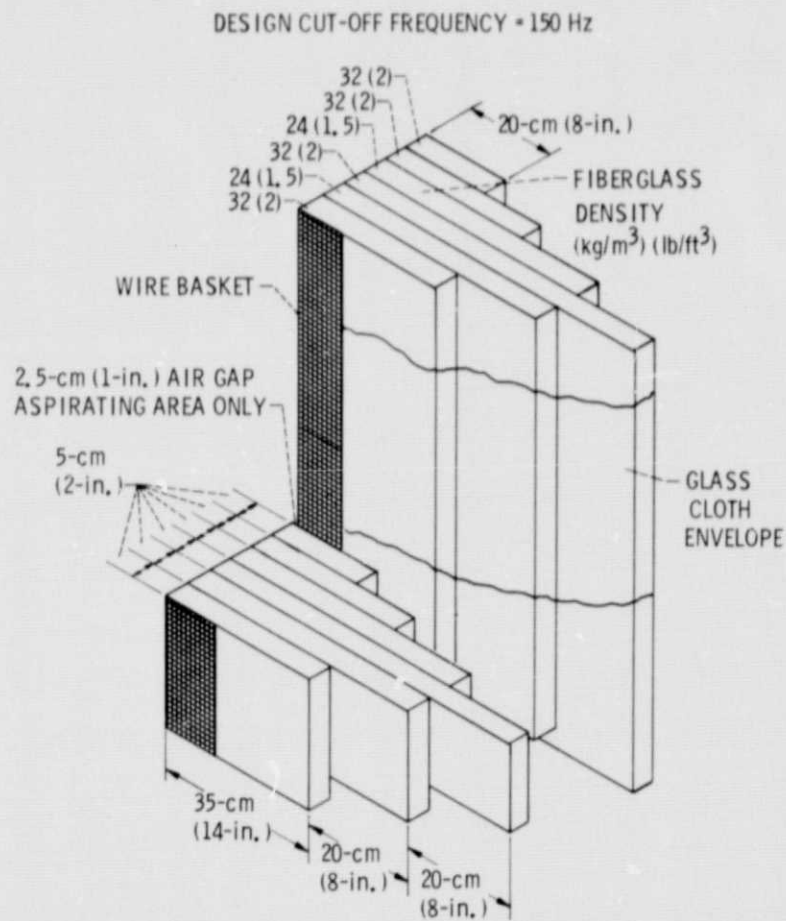 DESIGN CUT-OFF FREQUENCY = 150 Hz
32 (2)
32 (2)
24 (1.5)
32 (2)
24 (1.5)
32 (2)
20-cm (8-in.)
FIBERGLASS
DENSITY
(kg/m³) (lb/ft³)
WIRE BASKET
2.5-cm (1-in.) AIR GAP
ASPIRATING AREA ONLY
5-cm
(2-in.)
GLASS
CLOTH
ENVELOPE
35-cm
(14-in.)
20-cm
(8-in.)
20-cm
(8-in.)